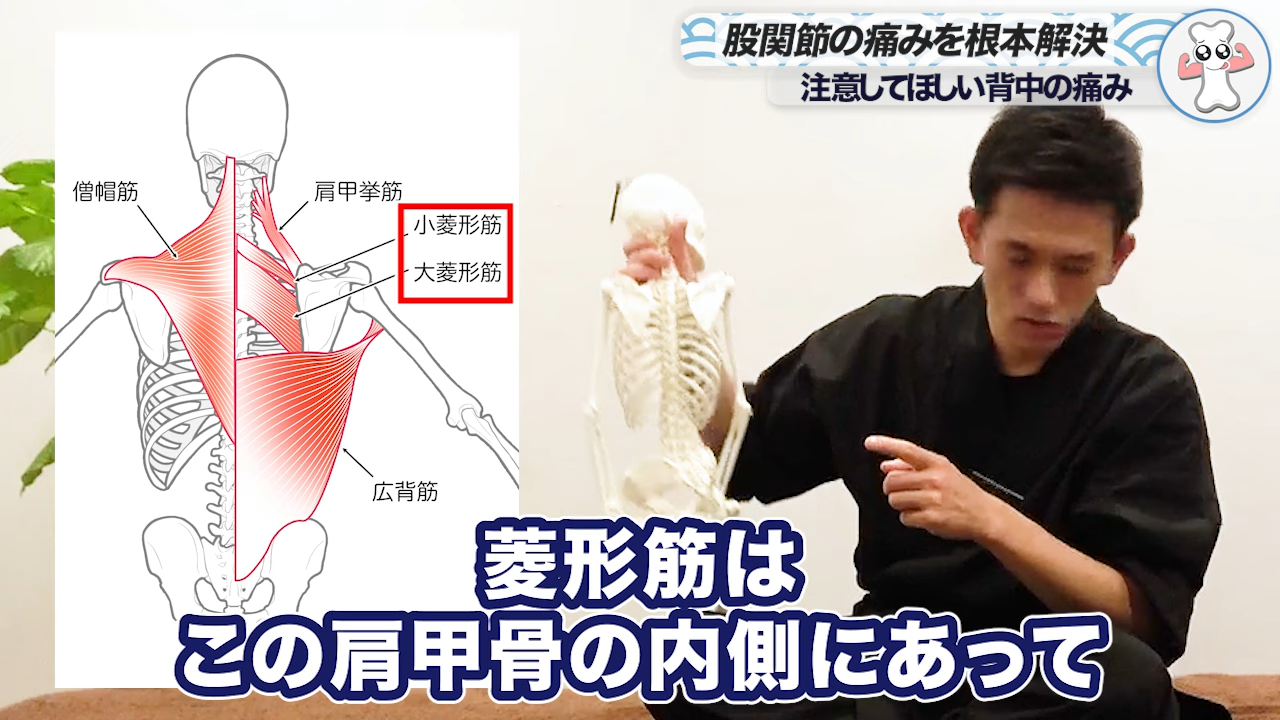 股関節の痛みを根本解決
注意してほしい背中の痛み
僧帽筋
肩甲挙筋
小菱形筋
大菱形筋
広背筋
菱形筋は
この肩甲骨の内側にあって